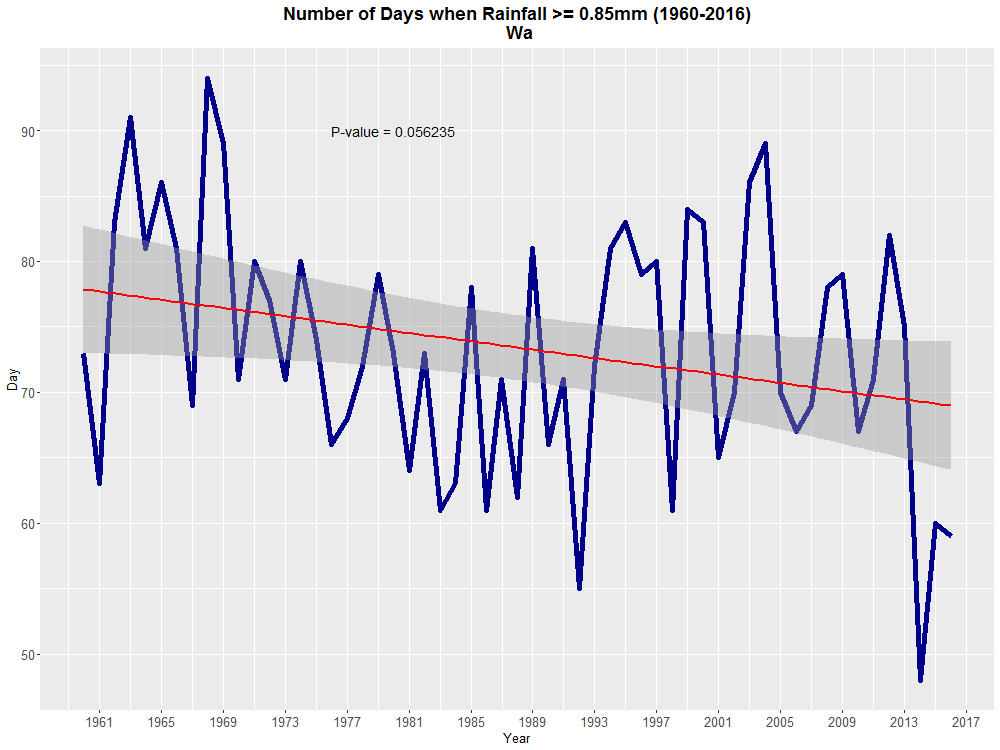 Number of Days when Rainfall >= 0.85mm (1960-2016)
Wa
P-value = 0.056235
90
80
70
60
50
Day
1961 1965 1969 1973 1977 1981 1985 1989 1993 1997 2001 2005 2009 2013 2017
Year